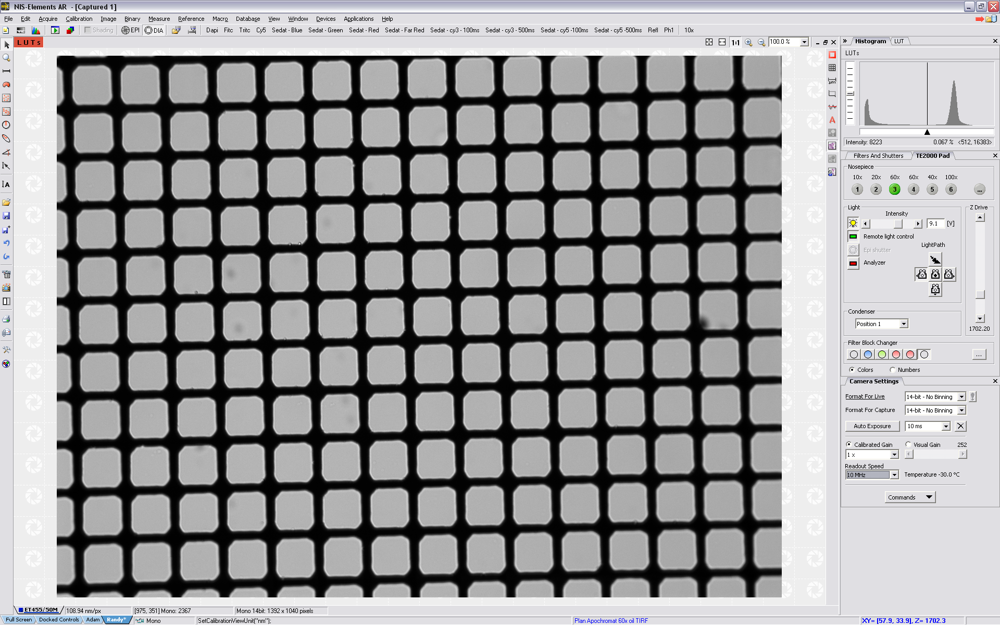 NIS-Elements AR - [Captured 1]
File Edit Acquire Calibration Image Binary Measure Reference Macro Database View Window Devices Applications Help
Shading EPI DIA Dapi Fitc Tritc Cy5 Sedat - Blue Sedat - Green Sedat - Red Sedat - Far Red Sedat - cy3 - 100ms Sedat - cy3 - 500ms Sedat - cy5 -100ms Sedat - cy5 -500ms Refl Ph1 10x
LUTs
1:1
100.0 %
Histogram LUT
LUTs
Intensity: 8223 0.067 % <512, 16383>
Filters And Shutters TE2000 Pad
Nosepiece
10x 20x 60x 60x 40x 100x
1 2 3 4 5 6 ...
Light
Intensity
9.1 [V]
Remote light control
LightPath
Epi shutter
Analyzer
Z Drive
1702.20
Condenser
Position 1
Filter Block Changer
...
Colors Numbers
Camera Settings
Format For Live 14-bit - No Binning
Format For Capture 14-bit - No Binning
Auto Exposure 10 ms
Calibrated Gain Visual Gain 252
1 x
Readout Speed
10 MHz Temperature -30.0 °C
Commands
ET455/50M 108.94 nm/px [975, 351] Mono: 2367 Mono 14bit: 1392 x 1040 pixels
Full Screen Docked Controls Adam Randy* Mono SetCalibrationViewUnit("nm"); Plan Apochromat 60x oil TIRF XY= [57.9, 33.9], Z= 1702.3